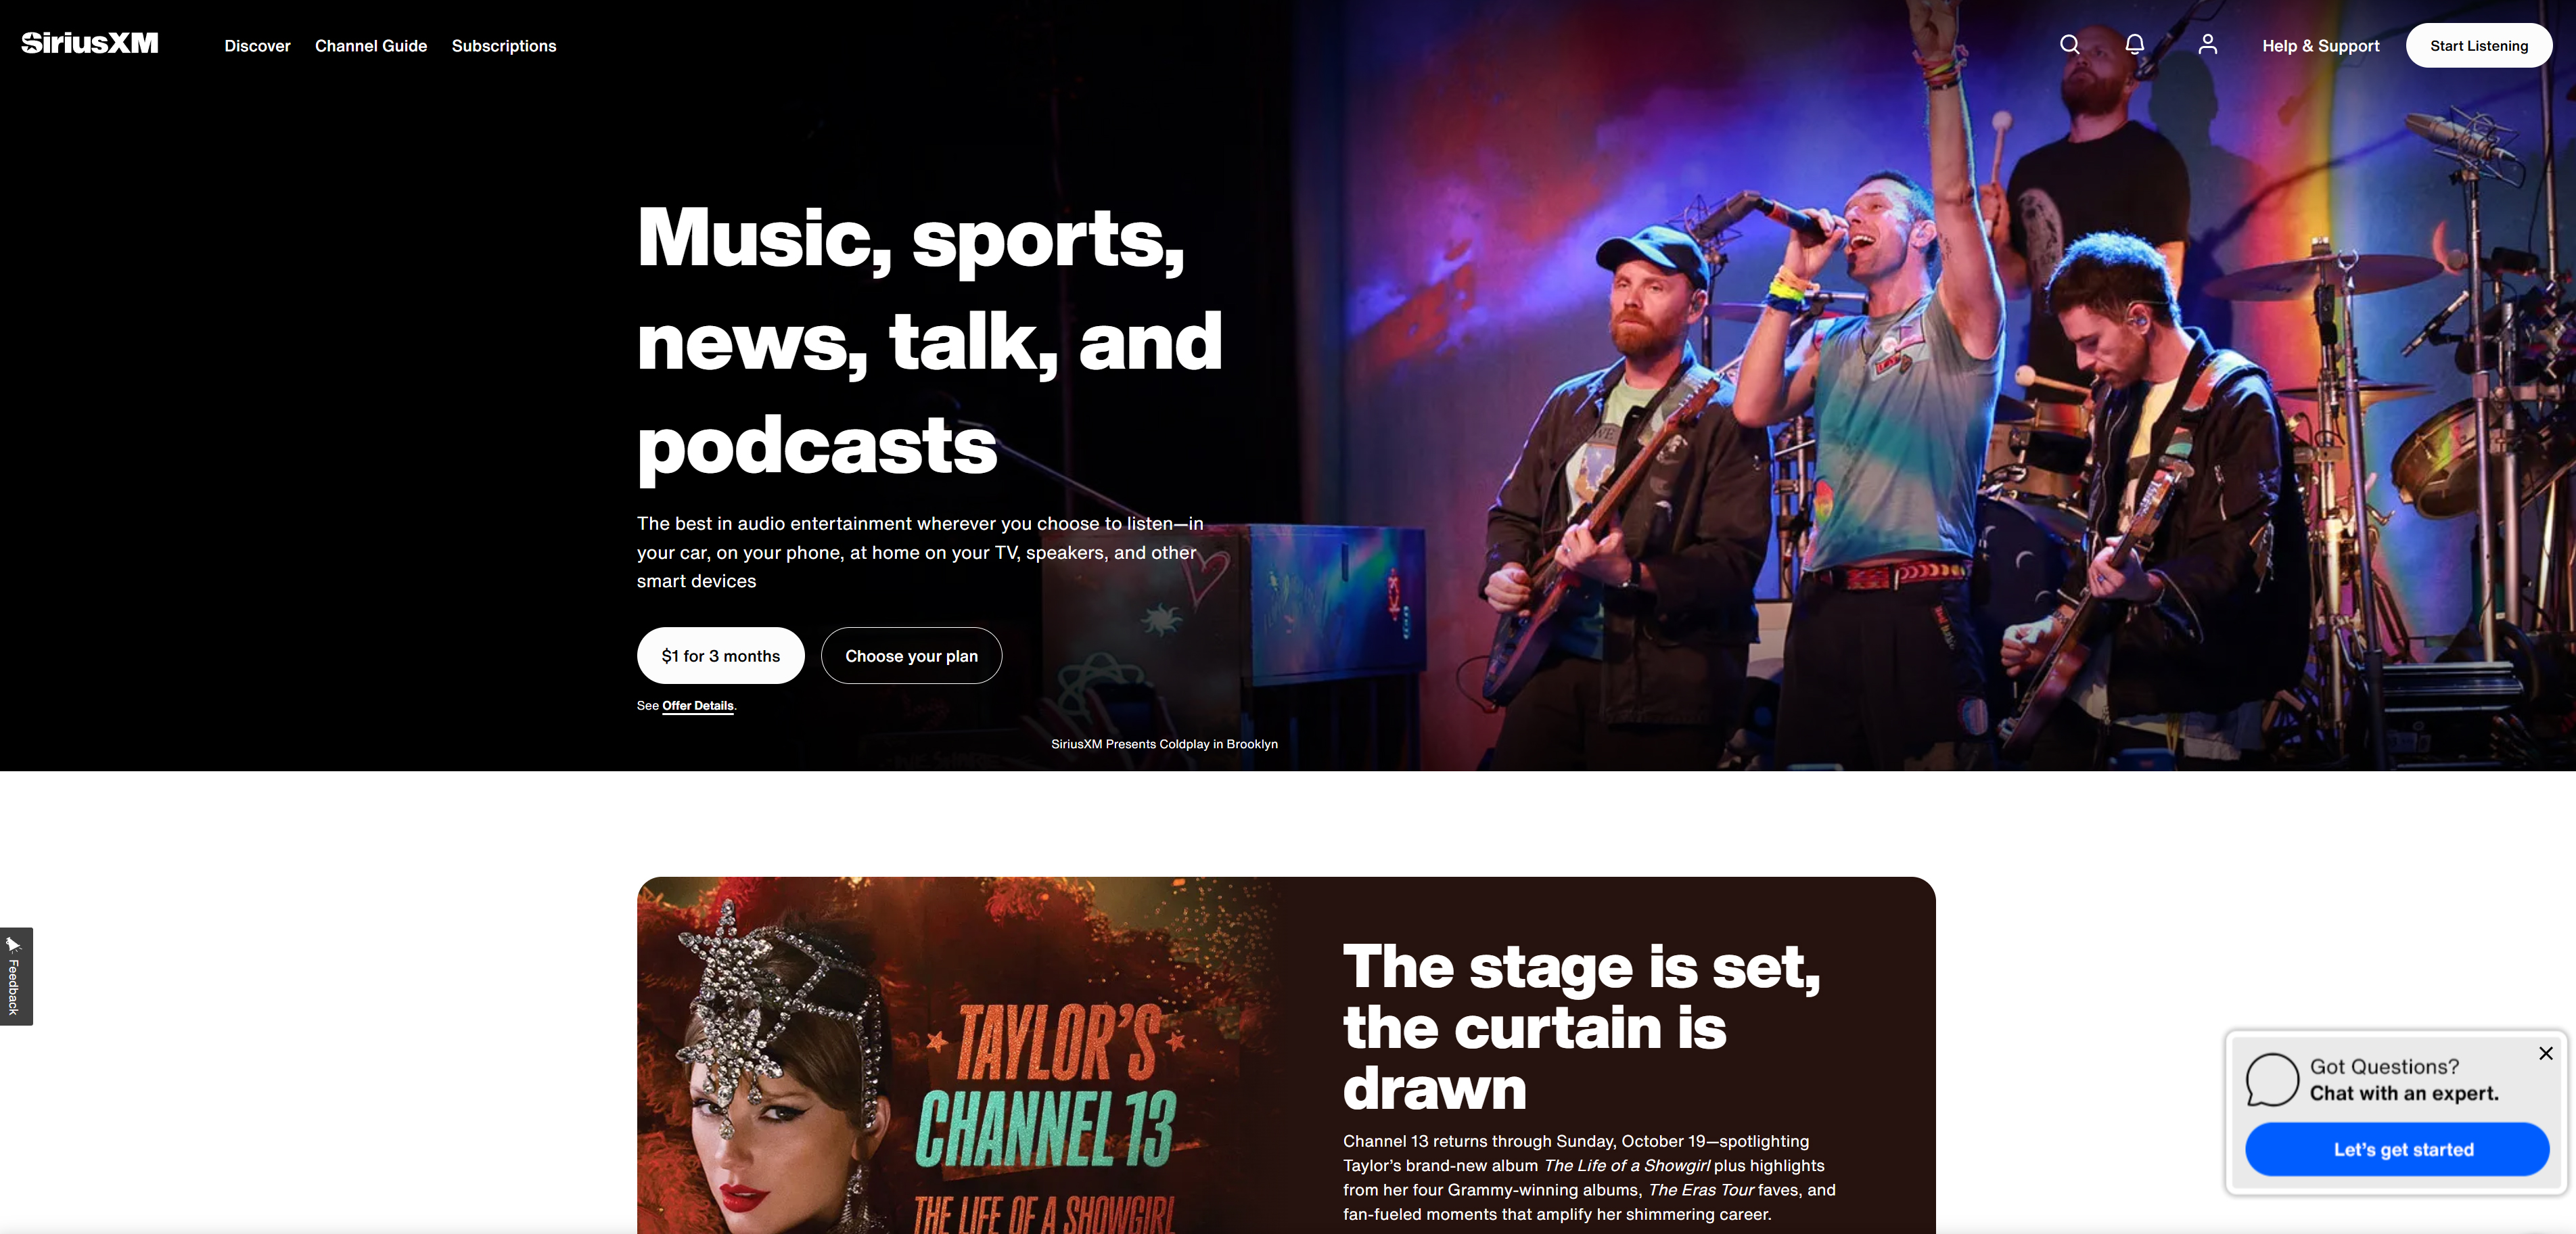 SiriusXM
Discover
Channel Guide
Subscriptions
Help & Support
Start Listening
Music, sports,
news, talk, and
podcasts
The best in audio entertainment wherever you choose to listen—in
your car, on your phone, at home on your TV, speakers, and other
smart devices
$1 for 3 months
Choose your plan
See Offer Details.
SiriusXM Presents Coldplay in Brooklyn
Feedback
TAYLOR'S
CHANNEL 13
THE LIFE OF A SHOWGIRL
The stage is set,
the curtain is
drawn
Channel 13 returns through Sunday, October 19—spotlighting
Taylor's brand-new album The Life of a Showgirl plus highlights
from her four Grammy-winning albums, The Eras Tour faves, and
fan-fueled moments that amplify her shimmering career.
Got Questions?
Chat with an expert.
Let's get started